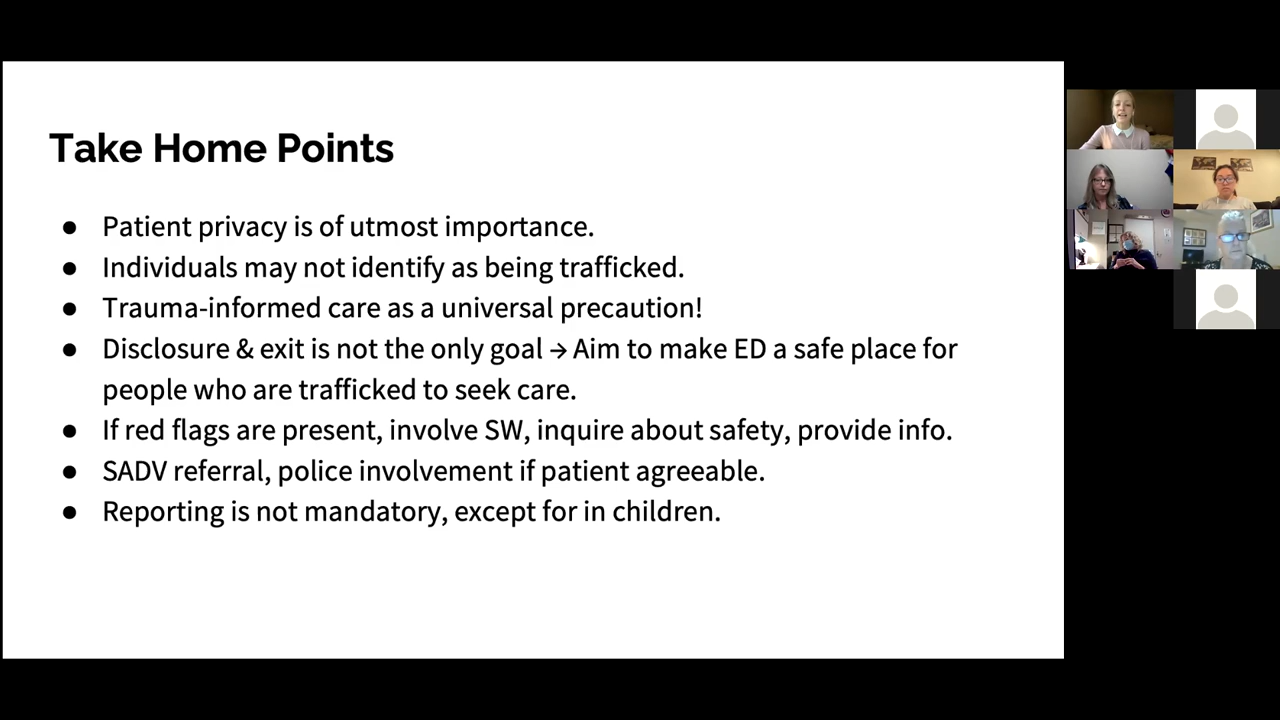 Take Home Points
● Patient privacy is of utmost importance.
● Individuals may not identify as being trafficked.
● Trauma-informed care as a universal precaution!
● Disclosure & exit is not the only goal → Aim to make ED a safe place for
people who are trafficked to seek care.
● If red flags are present, involve SW, inquire about safety, provide info.
● SADV referral, police involvement if patient agreeable.
● Reporting is not mandatory, except for in children.